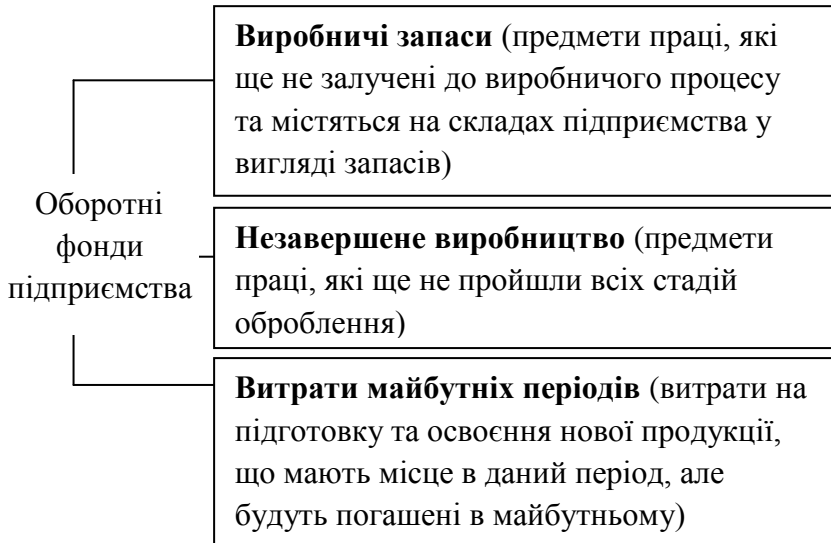 Виробничі запаси (предмети праці, які
ще не залучені до виробничого процесу
та містяться на складах підприємства у
вигляді запасів)
Оборотні
фонди
підприємства
Незавершене виробництво (предмети
праці, які ще не пройшли всіх стадій
оброблення)
Витрати майбутніх періодів (витрати на
підготовку та освоєння нової продукції,
що мають місце в даний період, але
будуть погашені в майбутньому)